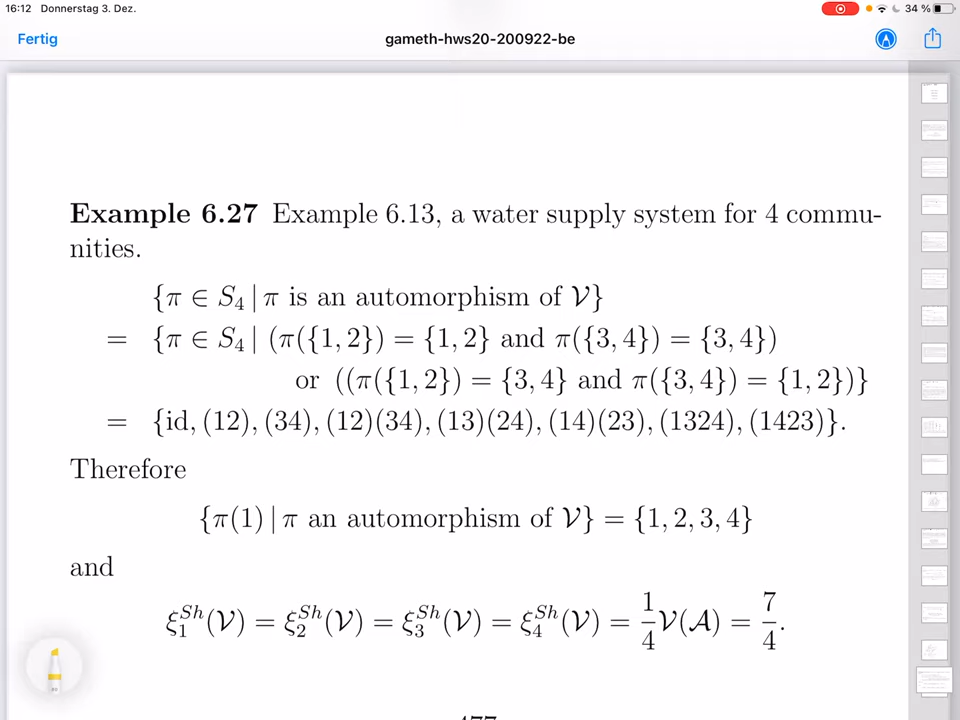 16:12 Donnerstag 3. Dez. 34 %
Fertig gameth-hws20-200922-be
Example 6.27 Example 6.13, a water supply system for 4 commu-
nities.
{π ∈ S₄ | π is an automorphism of 𝒱}
= {π ∈ S₄ | (π({1, 2}) = {1, 2} and π({3, 4}) = {3, 4})
or ((π({1, 2}) = {3, 4} and π({3, 4}) = {1, 2})}
= {id, (12), (34), (12)(34), (13)(24), (14)(23), (1324), (1423)}.
Therefore
{π(1) | π an automorphism of 𝒱} = {1, 2, 3, 4}
and
ξ₁^{Sh}(𝒱) = ξ₂^{Sh}(𝒱) = ξ₃^{Sh}(𝒱) = ξ₄^{Sh}(𝒱) = 1/4 𝒱(𝒜) = 7/4.